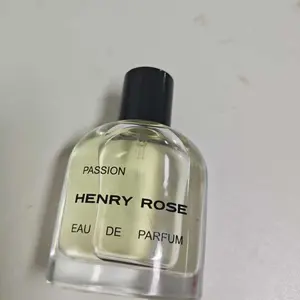 PASSION
HENRY ROSE
EAU DE PARFUM